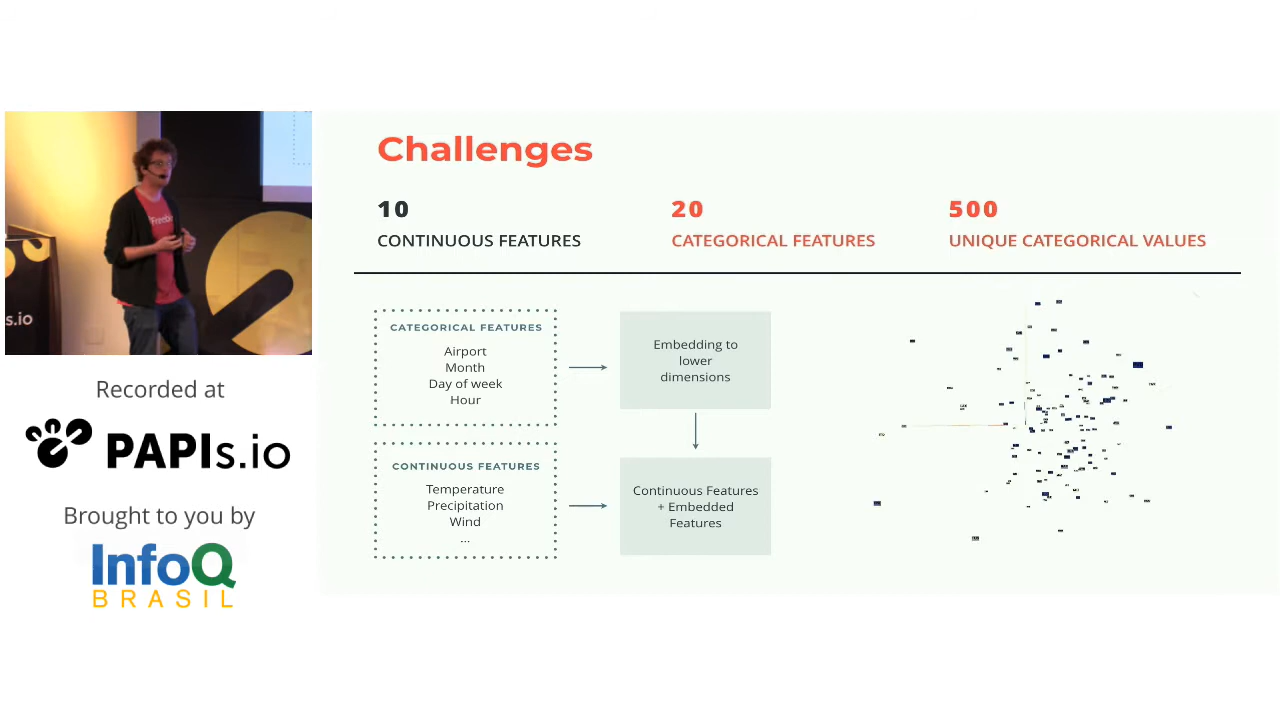 Challenges
10
CONTINUOUS FEATURES
20
CATEGORICAL FEATURES
500
UNIQUE CATEGORICAL VALUES
CATEGORICAL FEATURES
Airport
Month
Day of week
Hour
Embedding to
lower
dimensions
CONTINUOUS FEATURES
Temperature
Precipitation
Wind
...
Continuous Features
+ Embedded
Features
s.io
Recorded at
PAPIs.io
Brought to you by
InfoQ
BRASIL